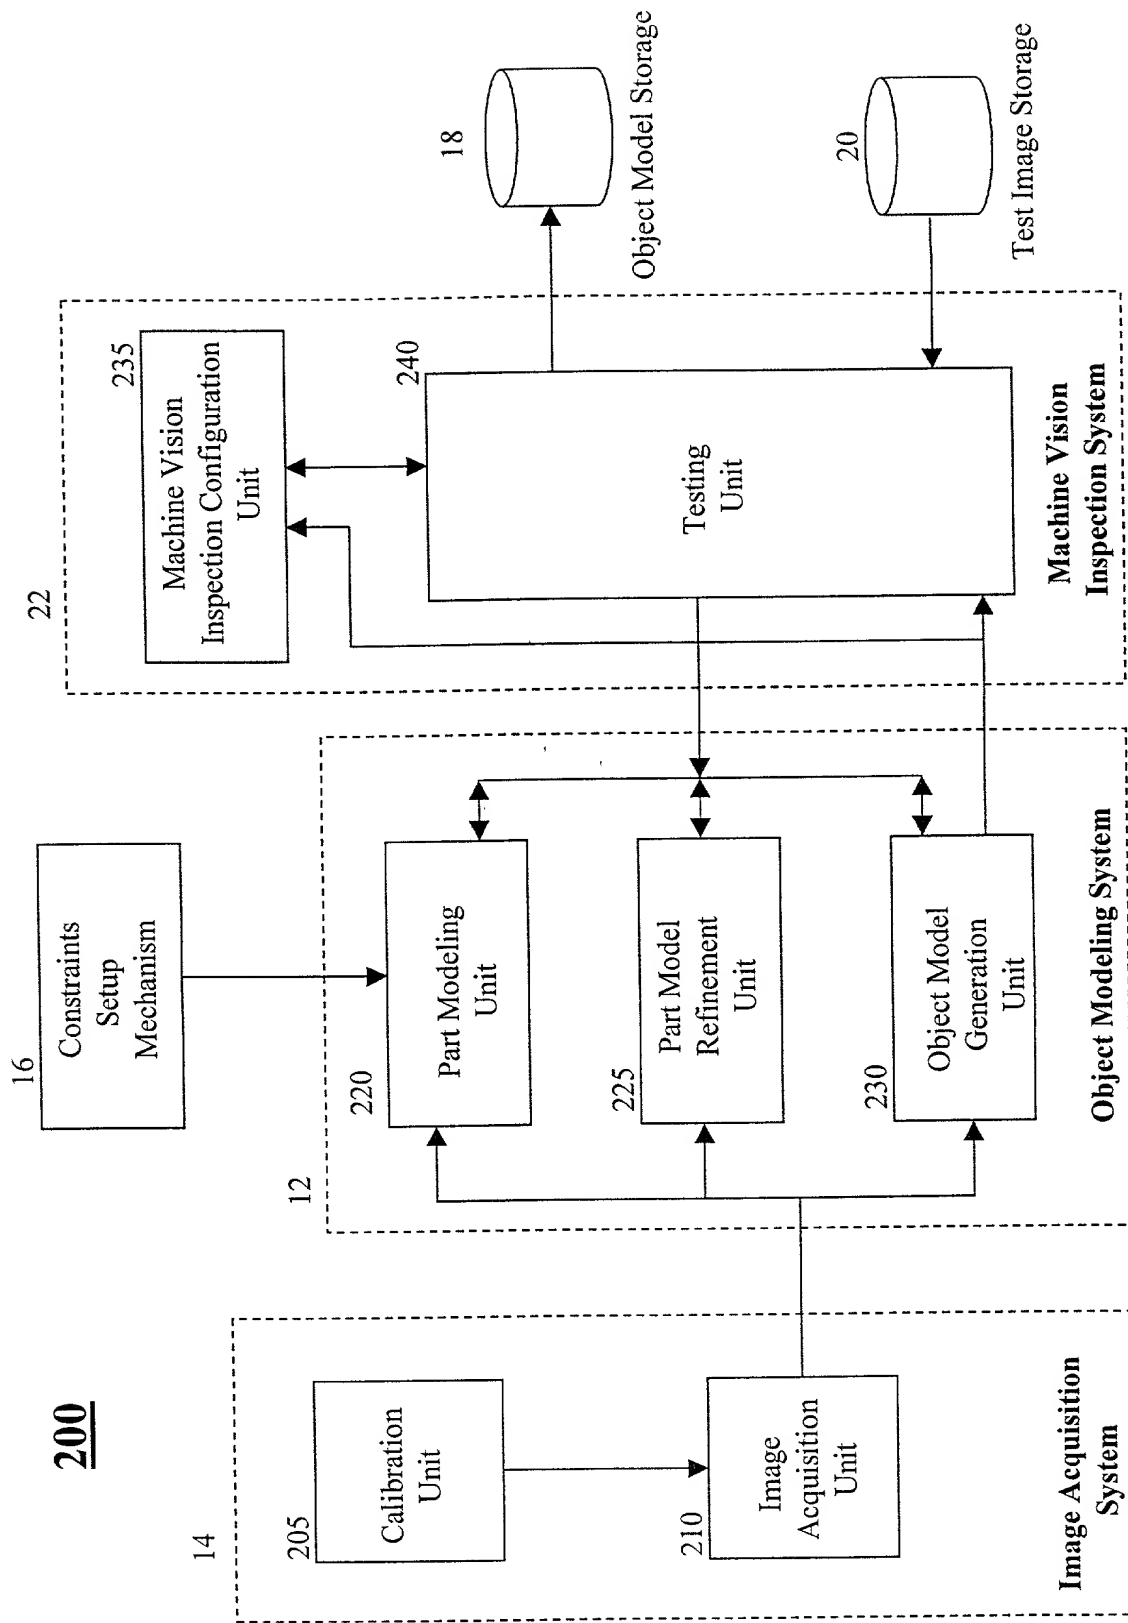 200
14
205
Calibration
Unit
210
Image
Acquisition
Unit
Image Acquisition
System
16
Constraints
Setup
Mechanism
12
220
Part Modeling
Unit
225
Part Model
Refinement
Unit
230
Object Model
Generation
Unit
Object Modeling System
22
235
Machine Vision
Inspection Configuration
Unit
240
Testing
Unit
Machine Vision
Inspection System
18
Object Model Storage
20
Test Image Storage